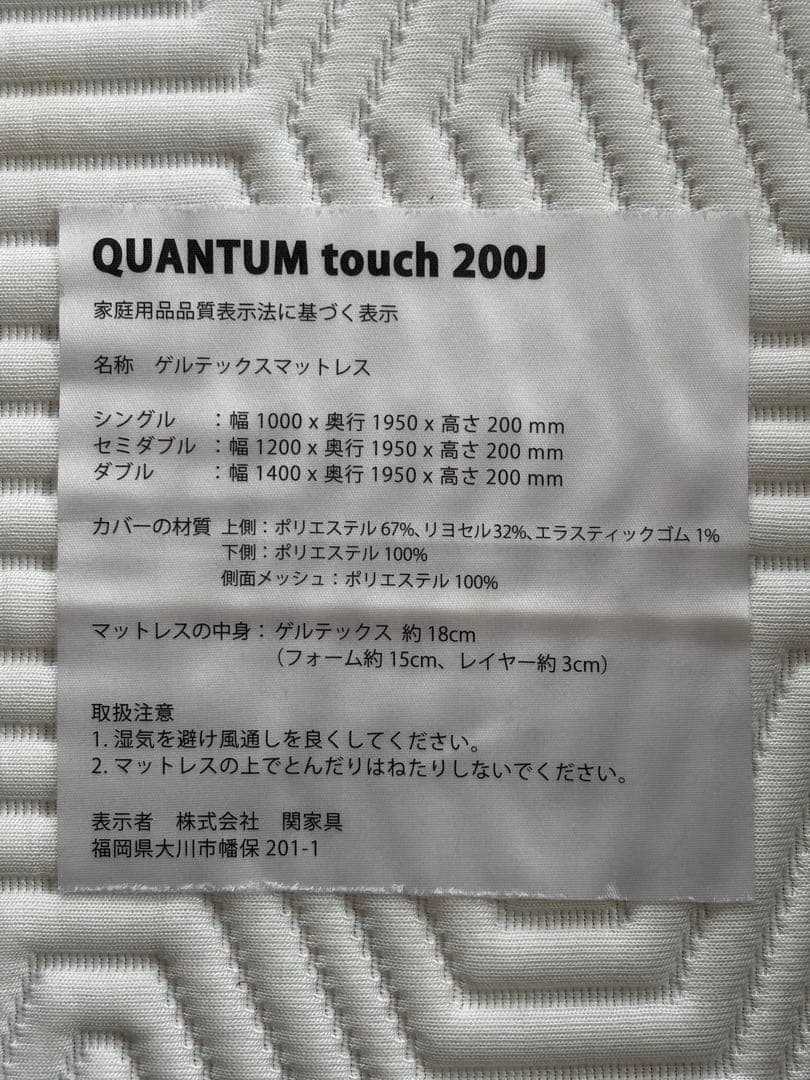 QUANTUM touch 200J
家庭用品品質表示法に基づく表示
名称　ゲルテックスマットレス
シングル　：幅 1000 x 奥行 1950 x 高さ 200 mm
セミダブル　：幅 1200 x 奥行 1950 x 高さ 200 mm
ダブル　：幅 1400 x 奥行 1950 x 高さ 200 mm
カバーの材質　上側：ポリエステル 67%、リヨセル 32%、エラスティックゴム 1%
下側：ポリエステル 100%
側面メッシュ：ポリエステル 100%
マットレスの中身：ゲルテックス 約 18cm
（フォーム約 15cm、レイヤー約 3cm）
取扱注意
1. 湿気を避け風通しを良くしてください。
2. マットレスの上でとんだりはねたりしないでください。
表示者　株式会社　関家具
福岡県大川市幡保 201-1